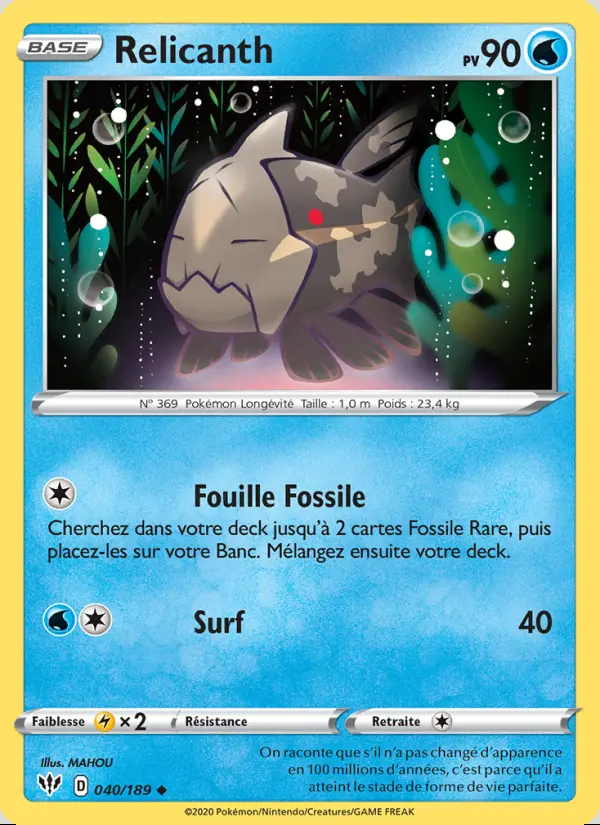 BASE Relicanth PV 90
N° 369 Pokémon Longévité Taille : 1,0 m Poids : 23,4 kg
Fouille Fossile
Cherchez dans votre deck jusqu'à 2 cartes Fossile Rare, puis
placez-les sur votre Banc. Mélangez ensuite votre deck.
Surf 40
Faiblesse ×2 Résistance Retraite
Illus. MAHOU
On raconte que s'il n'a pas changé d'apparence
en 100 millions d'années, c'est parce qu'il a
atteint le stade de forme de vie parfaite.
D 040/189
©2020 Pokémon/Nintendo/Creatures/GAME FREAK